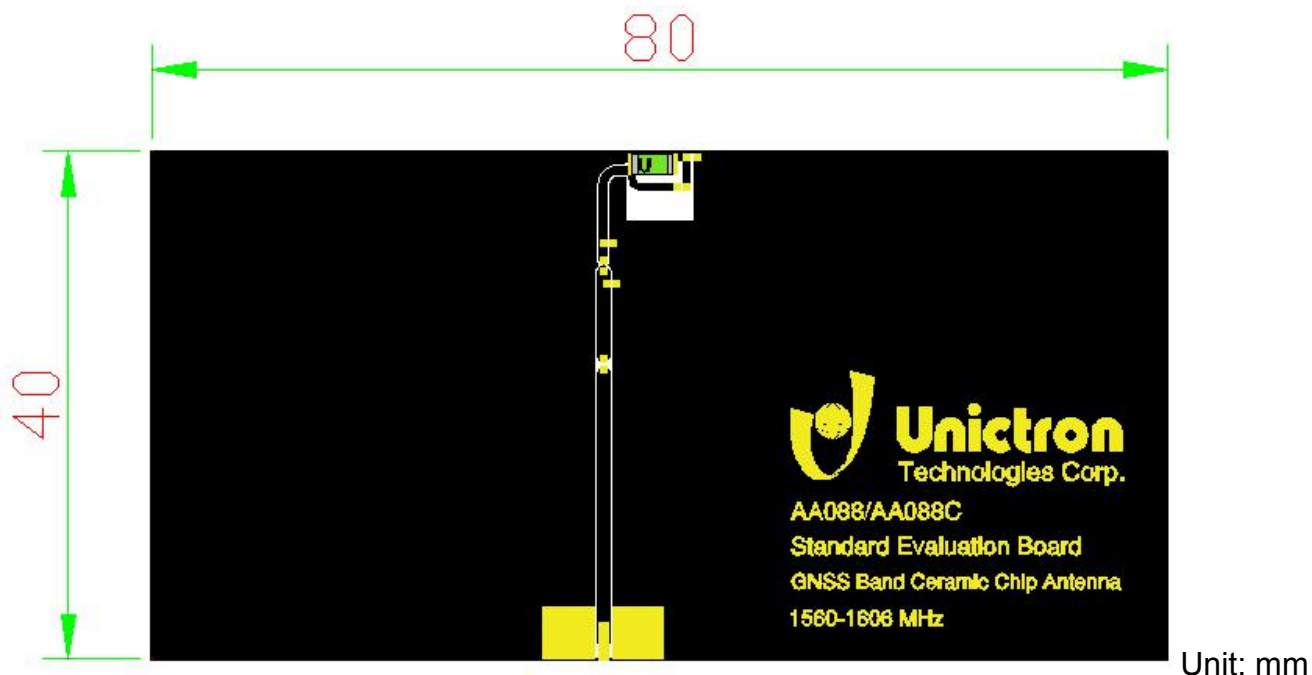 80
40
U
Unictron
Technologies Corp.
AA088/AA088C
Standard Evaluation Board
GNSS Band Ceramic Chip Antenna
1560-1606 MHz
Unit: mm